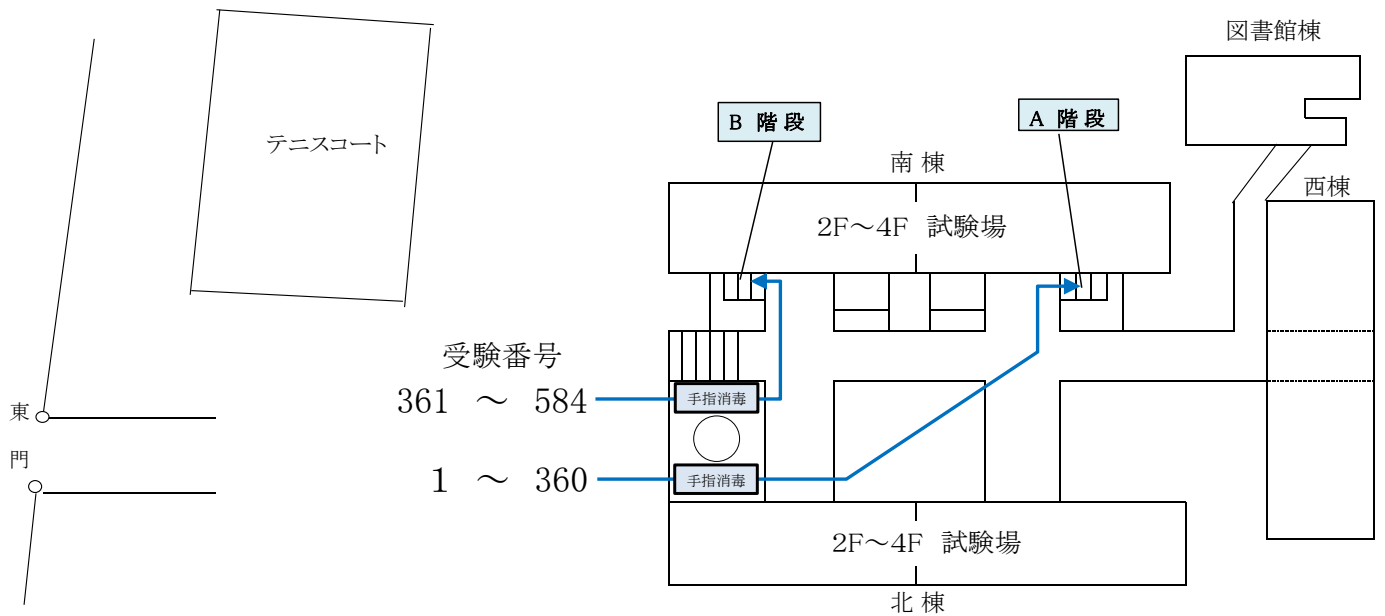 図書館棟
B 階段
A 階段
テニスコート
南 棟
西棟
2F～4F 試験場
受験番号
361 ～ 584
手指消毒
東
門
1 ～ 360
手指消毒
2F～4F 試験場
北 棟